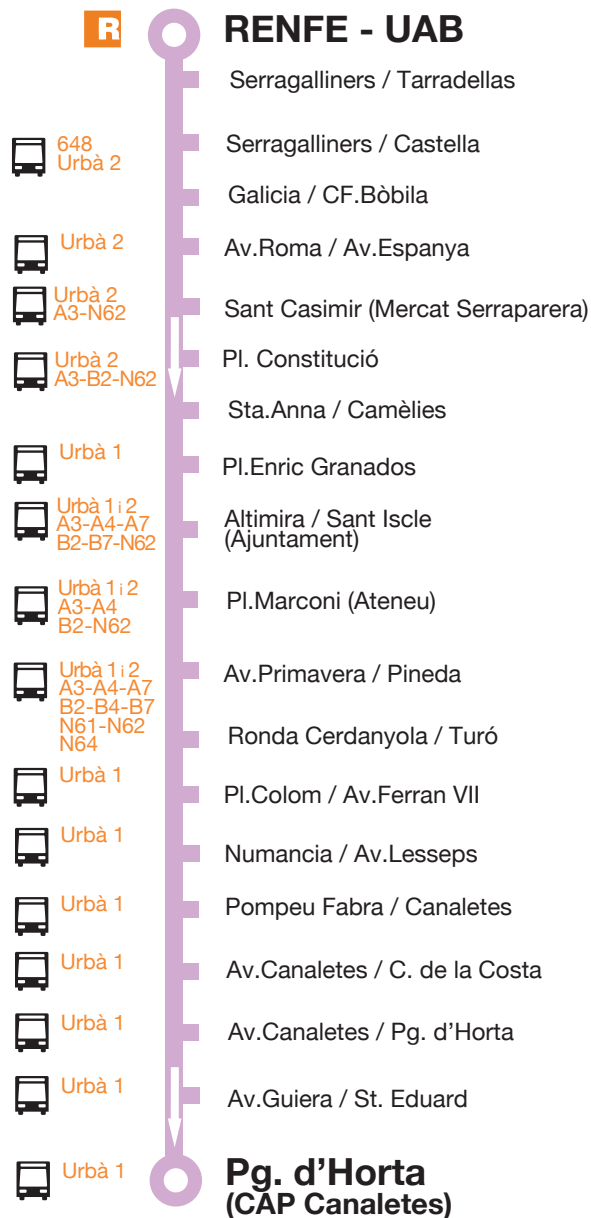 R
RENFE - UAB
Serragalliners / Tarradellas
648
Urbà 2
Serragalliners / Castella
Galicia / CF.Bòbila
Urbà 2
Av.Roma / Av.Espanya
Urbà 2
A3-N62
Sant Casimir (Mercat Serraparera)
Urbà 2
A3-B2-N62
Pl. Constitució
Sta.Anna / Camèlies
Urbà 1
Pl.Enric Granados
Urbà 1 i 2
A3-A4-A7
B2-B7-N62
Altimira / Sant Iscle
(Ajuntament)
Urbà 1 i 2
A3-A4
B2-N62
Pl.Marconi (Ateneu)
Urbà 1 i 2
A3-A4-A7
B2-B4-B7
N61-N62
N64
Av.Primavera / Pineda
Ronda Cerdanyola / Turó
Urbà 1
Pl.Colom / Av.Ferran VII
Urbà 1
Numancia / Av.Lesseps
Urbà 1
Pompeu Fabra / Canaletes
Urbà 1
Av.Canaletes / C. de la Costa
Urbà 1
Av.Canaletes / Pg. d’Horta
Urbà 1
Av.Guiera / St. Eduard
Urbà 1
Pg. d’Horta
(CAP Canaletes)